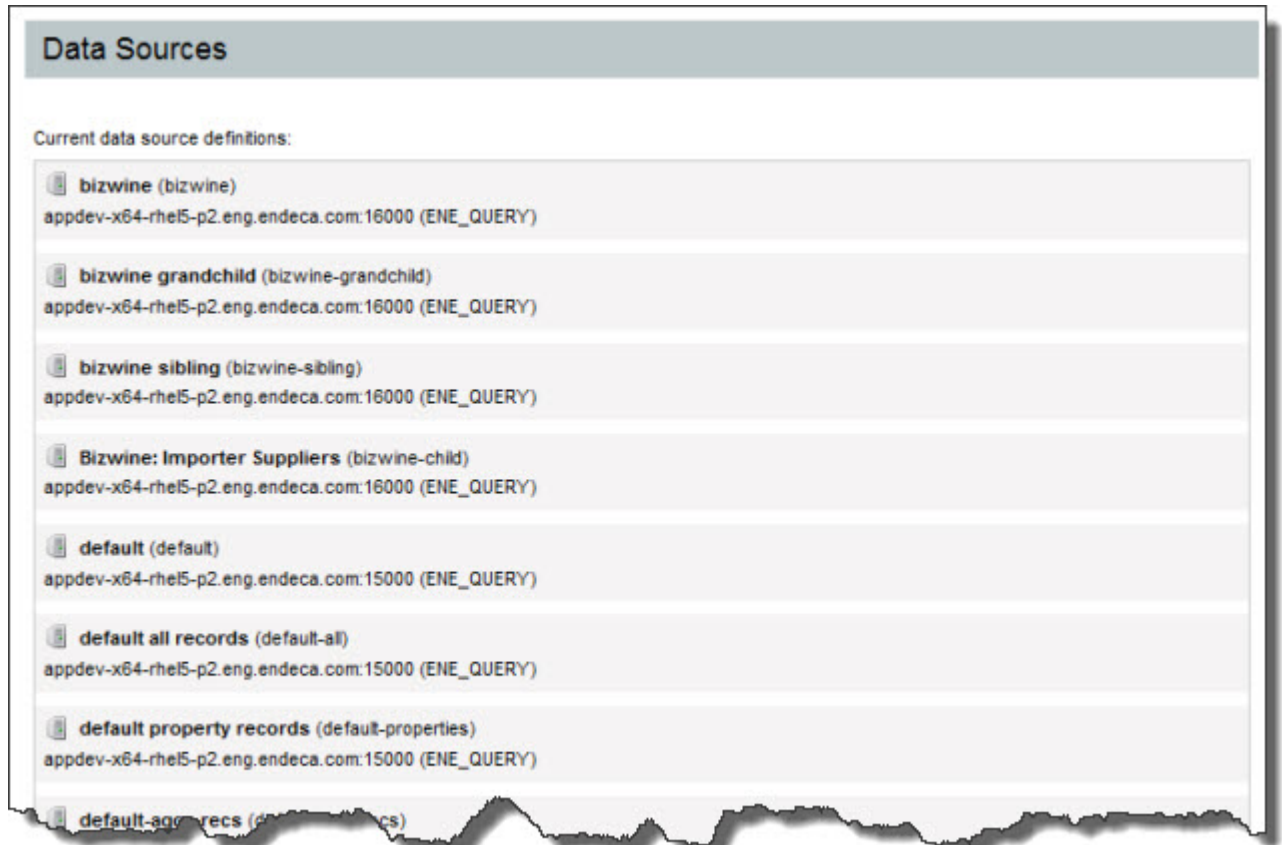 Data Sources
Current data source definitions:
bizwine (bizwine)
appdev-x64-rhel5-p2.eng.endeca.com:16000 (ENE_QUERY)
bizwine grandchild (bizwine-grandchild)
appdev-x64-rhel5-p2.eng.endeca.com:16000 (ENE_QUERY)
bizwine sibling (bizwine-sibling)
appdev-x64-rhel5-p2.eng.endeca.com:16000 (ENE_QUERY)
Bizwine: Importer Suppliers (bizwine-child)
appdev-x64-rhel5-p2.eng.endeca.com:16000 (ENE_QUERY)
default (default)
appdev-x64-rhel5-p2.eng.endeca.com:15000 (ENE_QUERY)
default all records (default-all)
appdev-x64-rhel5-p2.eng.endeca.com:15000 (ENE_QUERY)
default property records (default-properties)
appdev-x64-rhel5-p2.eng.endeca.com:15000 (ENE_QUERY)